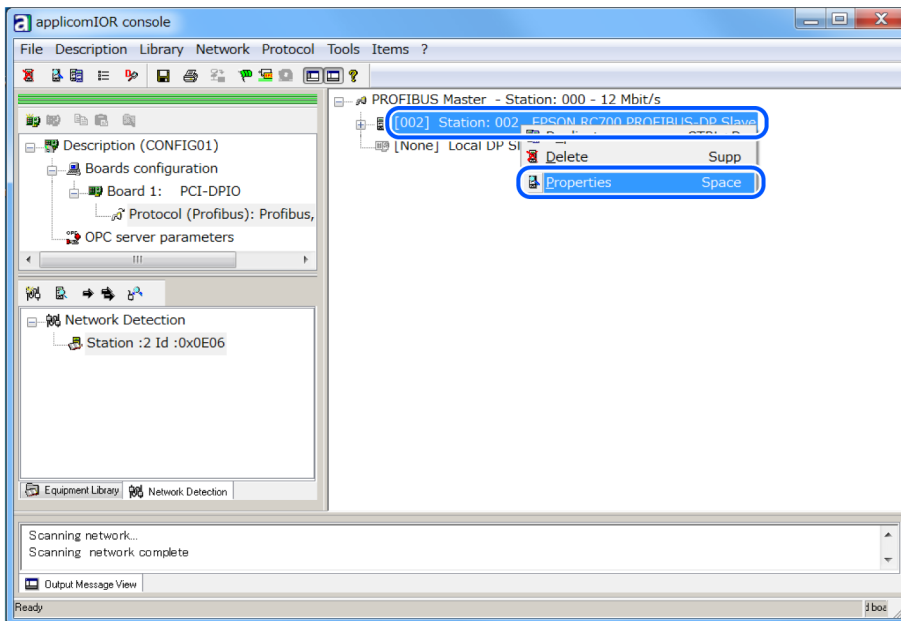 applicomIOR console
File Description Library Network Protocol Tools Items ?
PROFIBUS Master - Station: 000 - 12 Mbit/s
[002] Station: 002 EPSON RC700 PROFIBUS-DP Slave
[None] Local DP
Delete Supp
Properties Space
Description (CONFIG01)
Boards configuration
Board 1: PCI-DPIO
Protocol (Profibus): Profibus,
OPC server parameters
Network Detection
Station :2 Id :0x0E06
Equipment Library Network Detection
Scanning network...
Scanning network complete
Output Message View
Ready